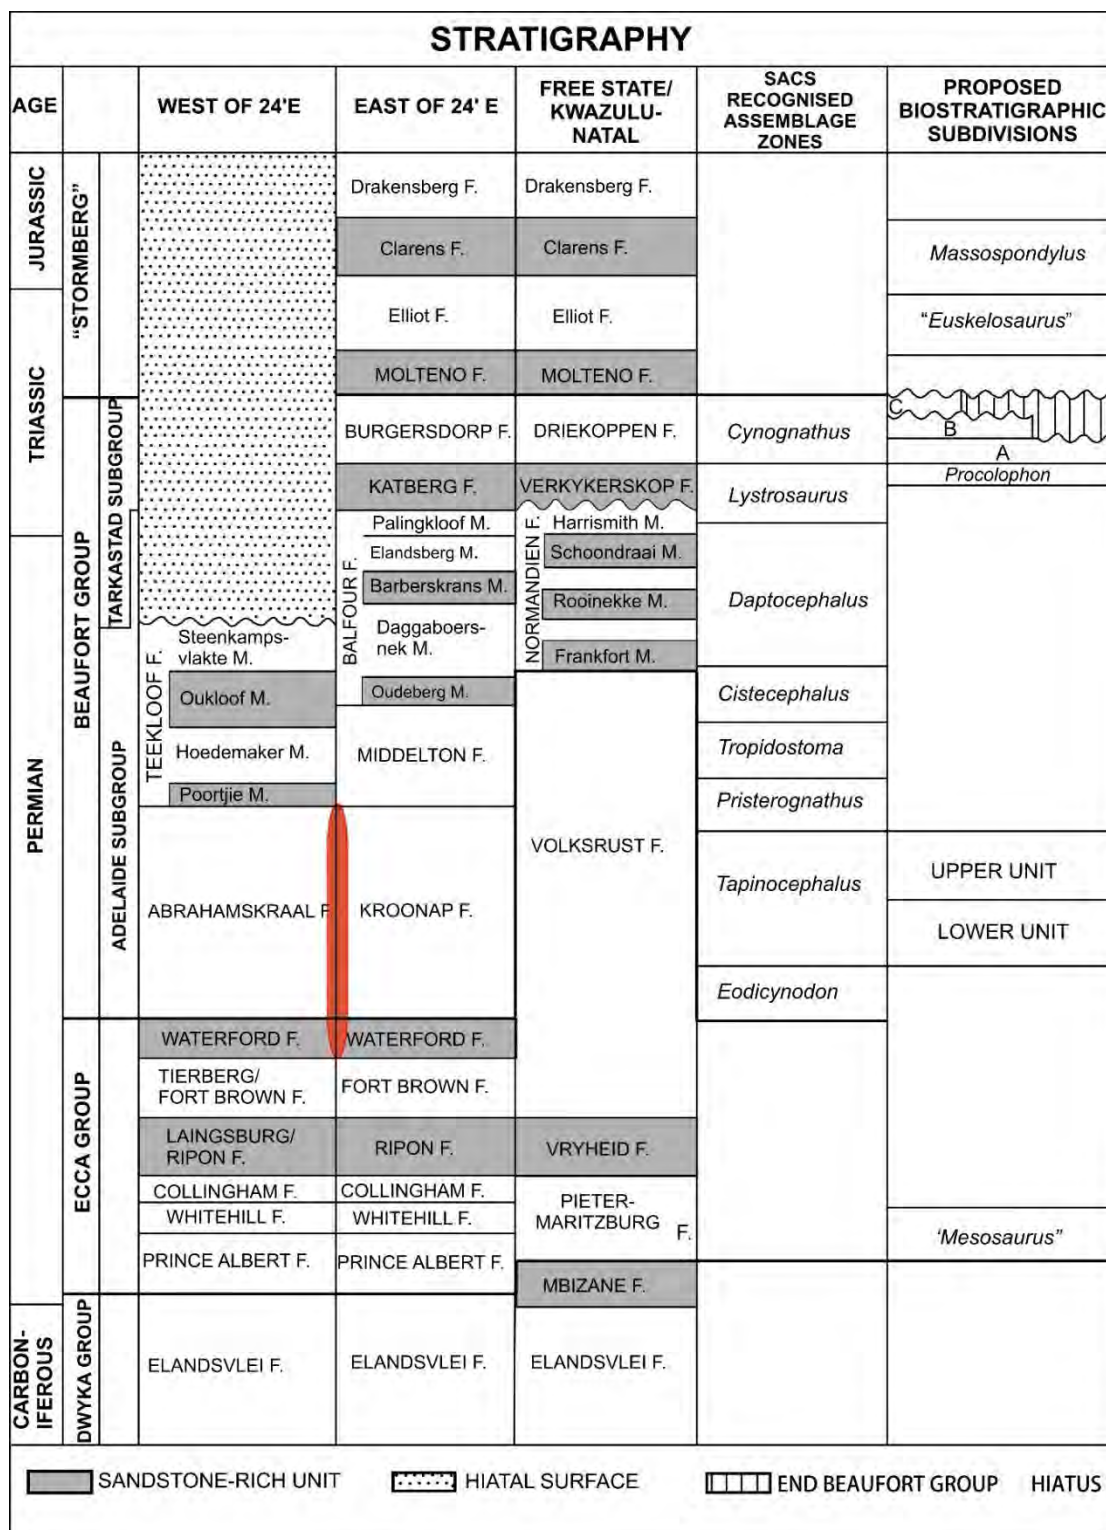 STRATIGRAPHY
AGE
WEST OF 24'E
EAST OF 24' E
FREE STATE/
KWAZULU-
NATAL
SACS
RECOGNISED
ASSEMBLAGE
ZONES
PROPOSED
BIOSTRATIGRAPHIC
SUBDIVISIONS
JURASSIC
TRIASSIC
PERMIAN
CARBON-
IFEROUS
"STORMBERG"
BEAUFORT GROUP
ECCA GROUP
DWYKA GROUP
TARKASTAD SUBGROUP
ADELAIDE SUBGROUP
TEEKLOOF F.
Steenkamps-
vlakte M.
Oukloof M.
Hoedemaker M.
Poortjie M.
ABRAHAMSKRAAL F
WATERFORD F.
TIERBERG/
FORT BROWN F.
LAINGSBURG/
RIPON F.
COLLINGHAM F.
WHITEHILL F.
PRINCE ALBERT F.
ELANDSVLEI F.
Drakensberg F.
Clarens F.
Elliot F.
MOLTENO F.
BURGERSDORP F.
KATBERG F.
BALFOUR F.
Palingkloof M.
Elandsberg M.
Barberskrans M.
Daggaboers-
nek M.
Oudeberg M.
MIDDELTON F.
KROONAP F.
WATERFORD F.
FORT BROWN F.
RIPON F.
COLLINGHAM F.
WHITEHILL F.
PRINCE ALBERT F.
ELANDSVLEI F.
Drakensberg F.
Clarens F.
Elliot F.
MOLTENO F.
DRIEKOPPEN F.
VERKYKERSKOP F.
NORMANDIEN F.
Harrismith M.
Schoondraai M.
Rooinekke M.
Frankfort M.
VOLKSRUST F.
VRYHEID F.
PIETER-
MARITZBURG
F.
MBIZANE F.
ELANDSVLEI F.
Cynognathus
Lystrosaurus
Daptocephalus
Cistecephalus
Tropidostoma
Pristerognathus
Tapinocephalus
Eodicynodon
Massospondylus
"Euskelosaurus"
C
B
A
Procolophon
UPPER UNIT
LOWER UNIT
'Mesosaurus"
SANDSTONE-RICH UNIT
HIATAL SURFACE
END BEAUFORT GROUP HIATUS